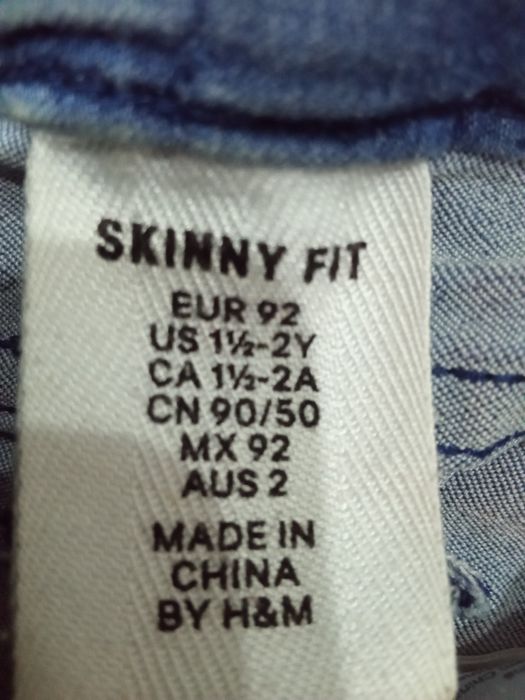 SKINNY FIT
EUR 92
US 1½-2Y
CA 1½-2A
CN 90/50
MX 92
AUS 2
MADE IN
CHINA
BY H&M